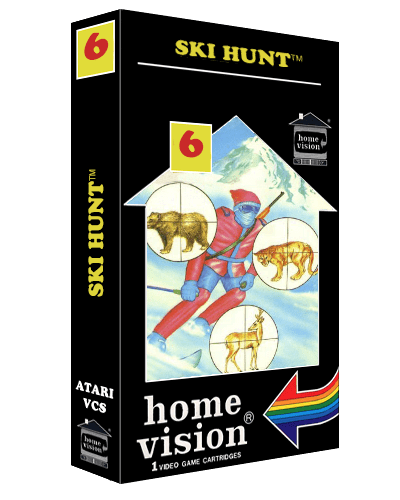 6
SKI HUNT™
ATARI
VCS
home
vision
SKI HUNT™
6
home
vision
home
vision®
1 VIDEO GAME CARTRIDGES